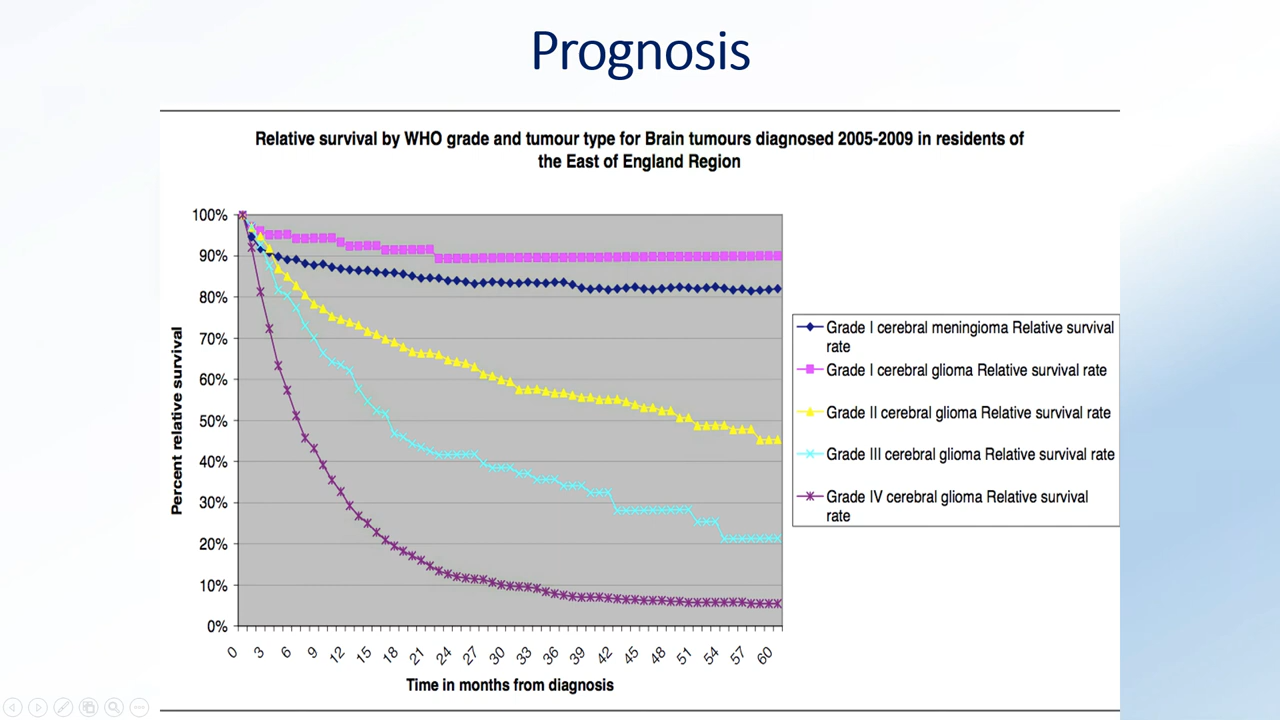 Prognosis
Relative survival by WHO grade and tumour type for Brain tumours diagnosed 2005-2009 in residents of
the East of England Region
100%
90%
80%
70%
60%
50%
40%
30%
20%
10%
0%
Percent relative survival
0 3 6 9 12 15 18 21 24 27 30 33 36 39 42 45 48 51 54 57 60
Time in months from diagnosis
Grade I cerebral meningioma Relative survival
rate
Grade I cerebral glioma Relative survival rate
Grade II cerebral glioma Relative survival rate
Grade III cerebral glioma Relative survival rate
Grade IV cerebral glioma Relative survival
rate